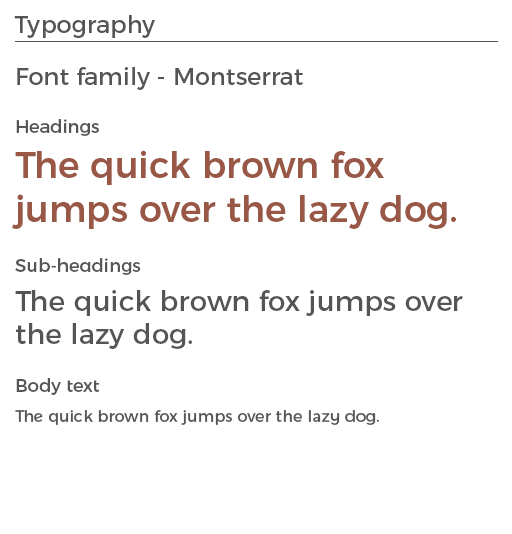 Typography
Font family - Montserrat
Headings
The quick brown fox
jumps over the lazy dog.
Sub-headings
The quick brown fox jumps over
the lazy dog.
Body text
The quick brown fox jumps over the lazy dog.